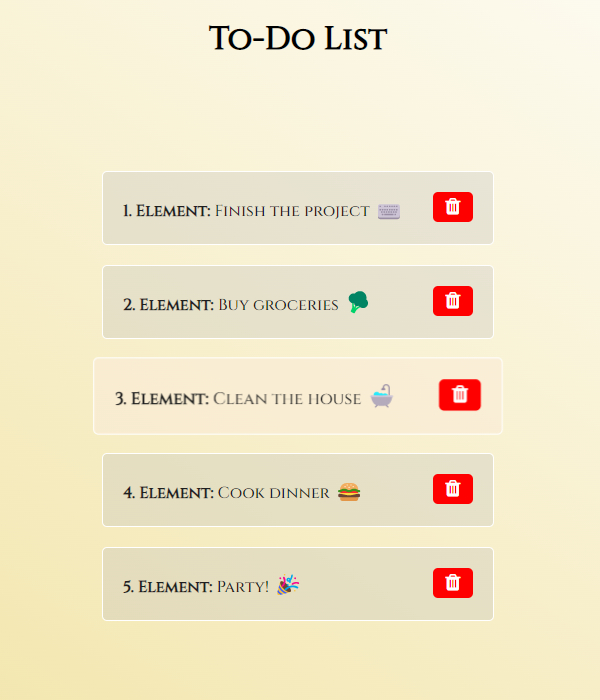 To-Do List
1. Element: Finish the project
2. Element: Buy groceries
3. Element: Clean the house
4. Element: Cook dinner
5. Element: Party!